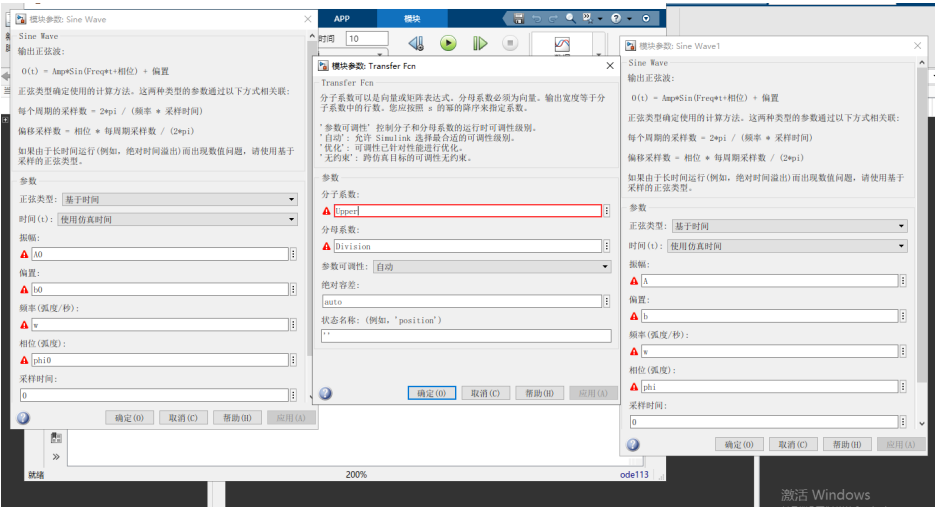 模块参数: Sine Wave
Sine Wave
输出正弦波:
O(t) = Amp*Sin(Freq*t+相位) + 偏置
正弦类型确定使用的计算方法。这两种类型的参数通过以下方式相关联:
每个周期的采样数 = 2*pi / (频率 * 采样时间)
偏移采样数 = 相位 * 每周期采样数 / (2*pi)
如果由于长时间运行(例如，绝对时间溢出)而出现数值问题，请使用基于
采样的正弦类型。
参数
正弦类型: 基于时间
时间(t): 使用仿真时间
振幅:
A0
偏置:
b0
频率(弧度/秒):
w
相位(弧度):
phi0
采样时间:
0
确定(O) 取消(C) 帮助(H) 应用(A)
APP 模块
时间 10
模块参数: Transfer Fcn
Transfer Fcn
分子系数可以是向量或矩阵表达式。分母系数必须为向量。输出宽度等于分
子系数中的行数。您应按照 s 的幂的降序来指定系数。
'参数可调性' 控制分子和分母系数的运行时可调性级别。
'自动': 允许 Simulink 选择最合适的可调性级别。
'优化': 可调性已针对性能进行优化。
'无约束': 跨仿真目标的可调性无约束。
参数
分子系数:
Upper
分母系数:
Division
参数可调性: 自动
绝对容差:
auto
状态名称: (例如，'position')
''
确定(O) 取消(C) 帮助(H) 应用(A)
模块参数: Sine Wave1
Sine Wave
输出正弦波:
O(t) = Amp*Sin(Freq*t+相位) + 偏置
正弦类型确定使用的计算方法。这两种类型的参数通过以下方式相关联:
每个周期的采样数 = 2*pi / (频率 * 采样时间)
偏移采样数 = 相位 * 每周期采样数 / (2*pi)
如果由于长时间运行(例如，绝对时间溢出)而出现数值问题，请使用基于
采样的正弦类型。
参数
正弦类型: 基于时间
时间(t): 使用仿真时间
振幅:
A
偏置:
b
频率(弧度/秒):
w
相位(弧度):
phi
采样时间:
0
确定(O) 取消(C) 帮助(H) 应用(A)
就绪 200% ode113
激活 Windows